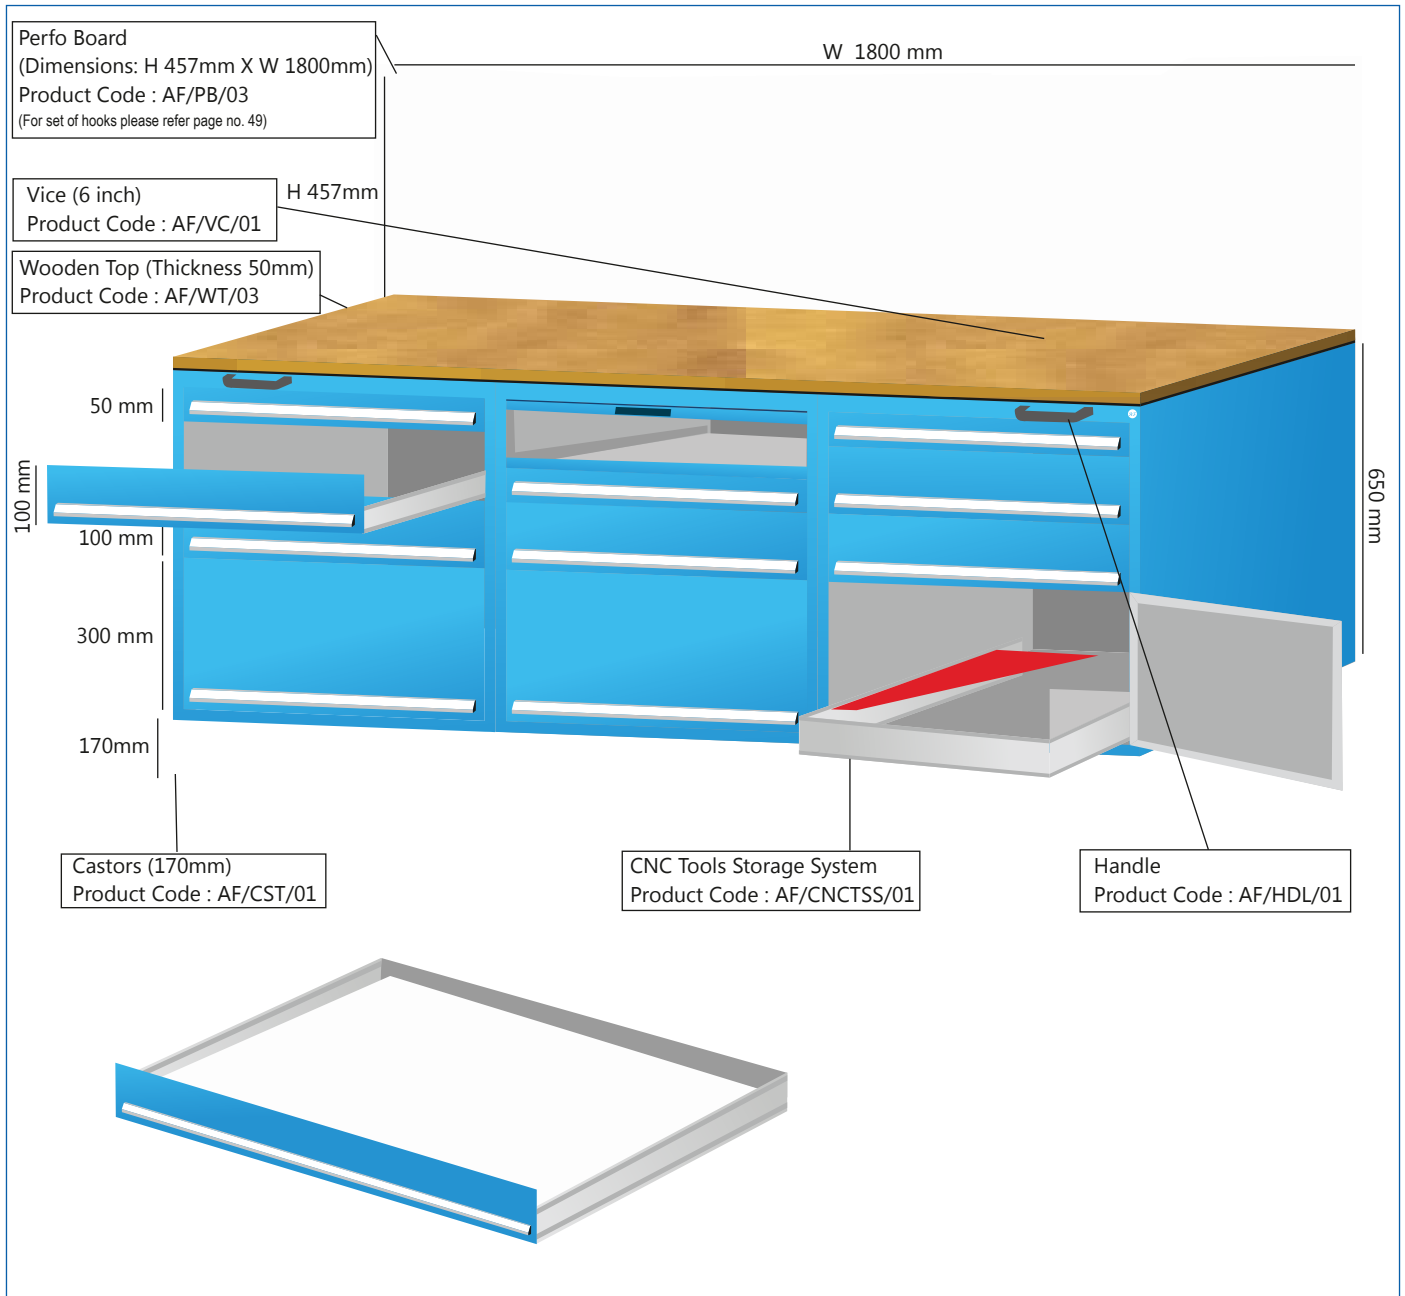 Perfo Board
(Dimensions: H 457mm X W 1800mm)
Product Code : AF/PB/03
(For set of hooks please refer page no. 49)
W 1800 mm
Vice (6 inch)
Product Code : AF/VC/01
H 457mm
Wooden Top (Thickness 50mm)
Product Code : AF/WT/03
50 mm
100 mm
100 mm
300 mm
170mm
650 mm
Castors (170mm)
Product Code : AF/CST/01
CNC Tools Storage System
Product Code : AF/CNCTSS/01
Handle
Product Code : AF/HDL/01